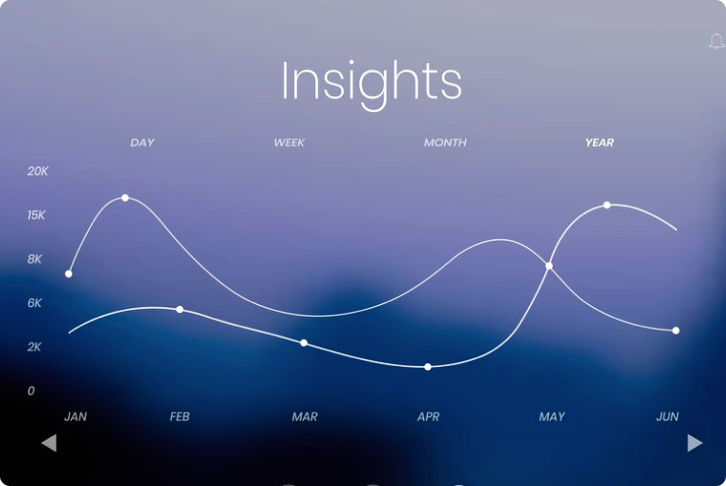 Insights
DAY WEEK MONTH YEAR
20K
15K
8K
6K
2K
0
JAN FEB MAR APR MAY JUN